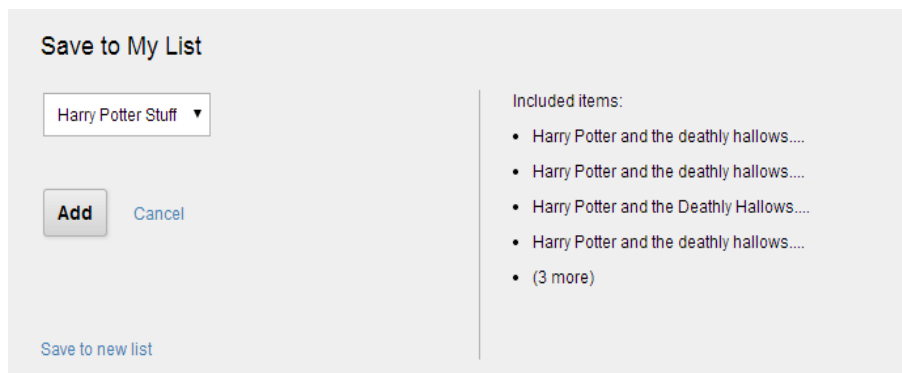 Save to My List
Harry Potter Stuff
Add
Cancel
Save to new list
Included items:
Harry Potter and the deathly hallows....
Harry Potter and the deathly hallows....
Harry Potter and the Deathly Hallows....
Harry Potter and the deathly hallows....
(3 more)